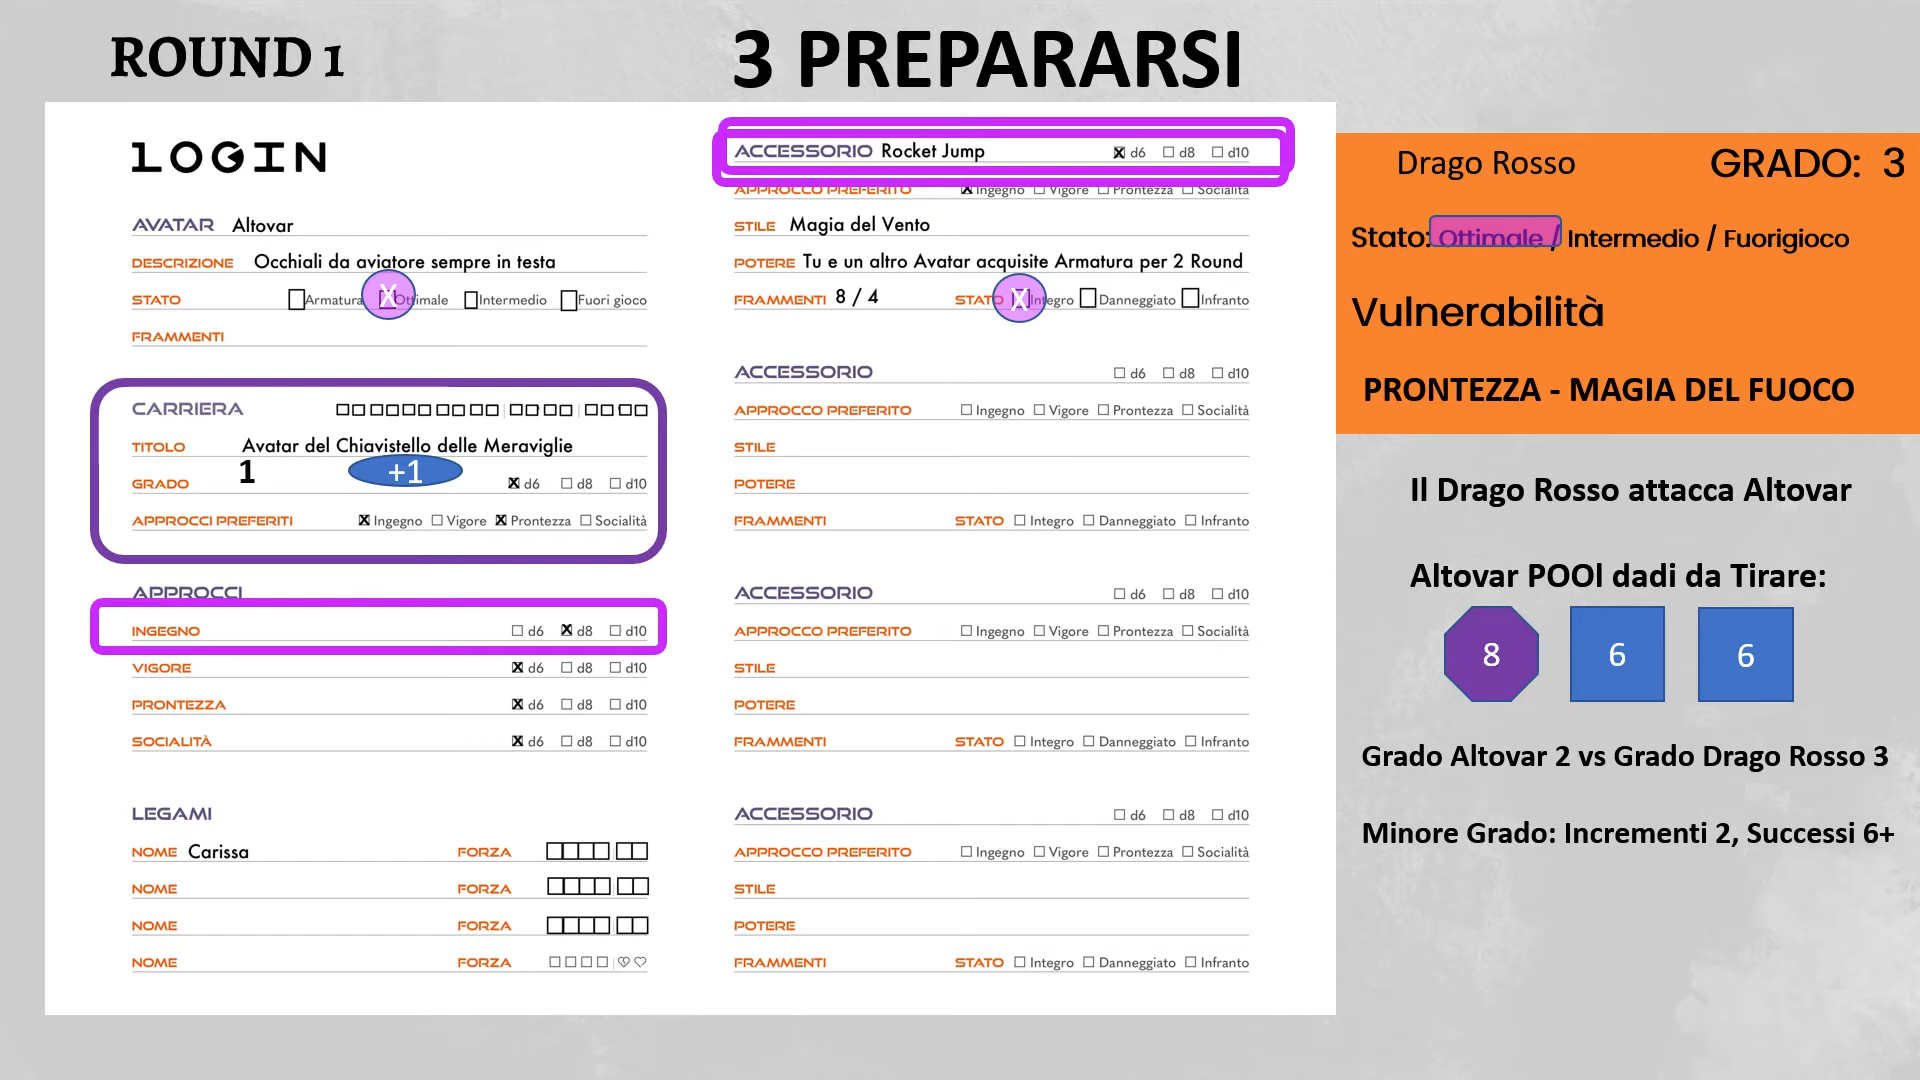 ROUND 1
3 PREPARARSI
LOGIN
AVATAR Altovar
DESCRIZIONE Occhiali da aviatore sempre in testa
STATO Armatura X Ottimale Intermedio Fuori gioco
FRAMMENTI
CARRIERA
TITOLO Avatar del Chiavistello delle Meraviglie
GRADO 1 +1 X d6 d8 d10
APPROCCI PREFERITI X Ingegno Vigore X Prontezza Socialità
APPROCCI
INGEGNO d6 X d8 d10
VIGORE X d6 d8 d10
PRONTEZZA X d6 d8 d10
SOCIALITÀ X d6 d8 d10
LEGAMI
NOME Carissa FORZA
NOME FORZA
NOME FORZA
NOME FORZA
ACCESSORIO Rocket Jump X d6 d8 d10
APPROCCO PREFERITO X Ingegno Vigore Prontezza Socialità
STILE Magia del Vento
POTERE Tu e un altro Avatar acquisite Armatura per 2 Round
FRAMMENTI 8 / 4 STATO X Integro Danneggiato Infranto
ACCESSORIO d6 d8 d10
APPROCCO PREFERITO Ingegno Vigore Prontezza Socialità
STILE
POTERE
FRAMMENTI STATO Integro Danneggiato Infranto
ACCESSORIO d6 d8 d10
APPROCCO PREFERITO Ingegno Vigore Prontezza Socialità
STILE
POTERE
FRAMMENTI STATO Integro Danneggiato Infranto
ACCESSORIO d6 d8 d10
APPROCCO PREFERITO Ingegno Vigore Prontezza Socialità
STILE
POTERE
FRAMMENTI STATO Integro Danneggiato Infranto
Drago Rosso GRADO: 3
Stato: Ottimale / Intermedio / Fuorigioco
Vulnerabilità
PRONTEZZA - MAGIA DEL FUOCO
Il Drago Rosso attacca Altovar
Altovar POOl dadi da Tirare:
8 6 6
Grado Altovar 2 vs Grado Drago Rosso 3
Minore Grado: Incrementi 2, Successi 6+